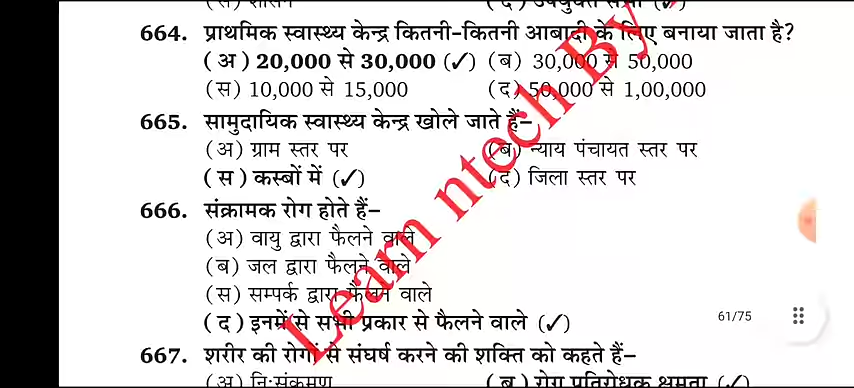 (द) उपयुक्त सभी (✓)
664. प्राथमिक स्वास्थ्य केन्द्र कितनी-कितनी आबादी के लिए बनाया जाता है?
(अ) 20,000 से 30,000 (✓) (ब) 30,000 से 50,000
(स) 10,000 से 15,000 (द) 50,000 से 1,00,000
665. सामुदायिक स्वास्थ्य केन्द्र खोले जाते हैं–
(अ) ग्राम स्तर पर (ब) न्याय पंचायत स्तर पर
(स) कस्बों में (✓) (द) जिला स्तर पर
666. संक्रामक रोग होते हैं–
(अ) वायु द्वारा फैलने वाले
(ब) जल द्वारा फैलने वाले
(स) सम्पर्क द्वारा फैलने वाले
(द) इनमें से सभी प्रकार से फैलने वाले (✓)
61/75
667. शरीर की रोगों से संघर्ष करने की शक्ति को कहते हैं–
(अ) निःसंक्रमण (ब) रोग प्रतिरोधक क्षमता (✓)
Learn ntech By